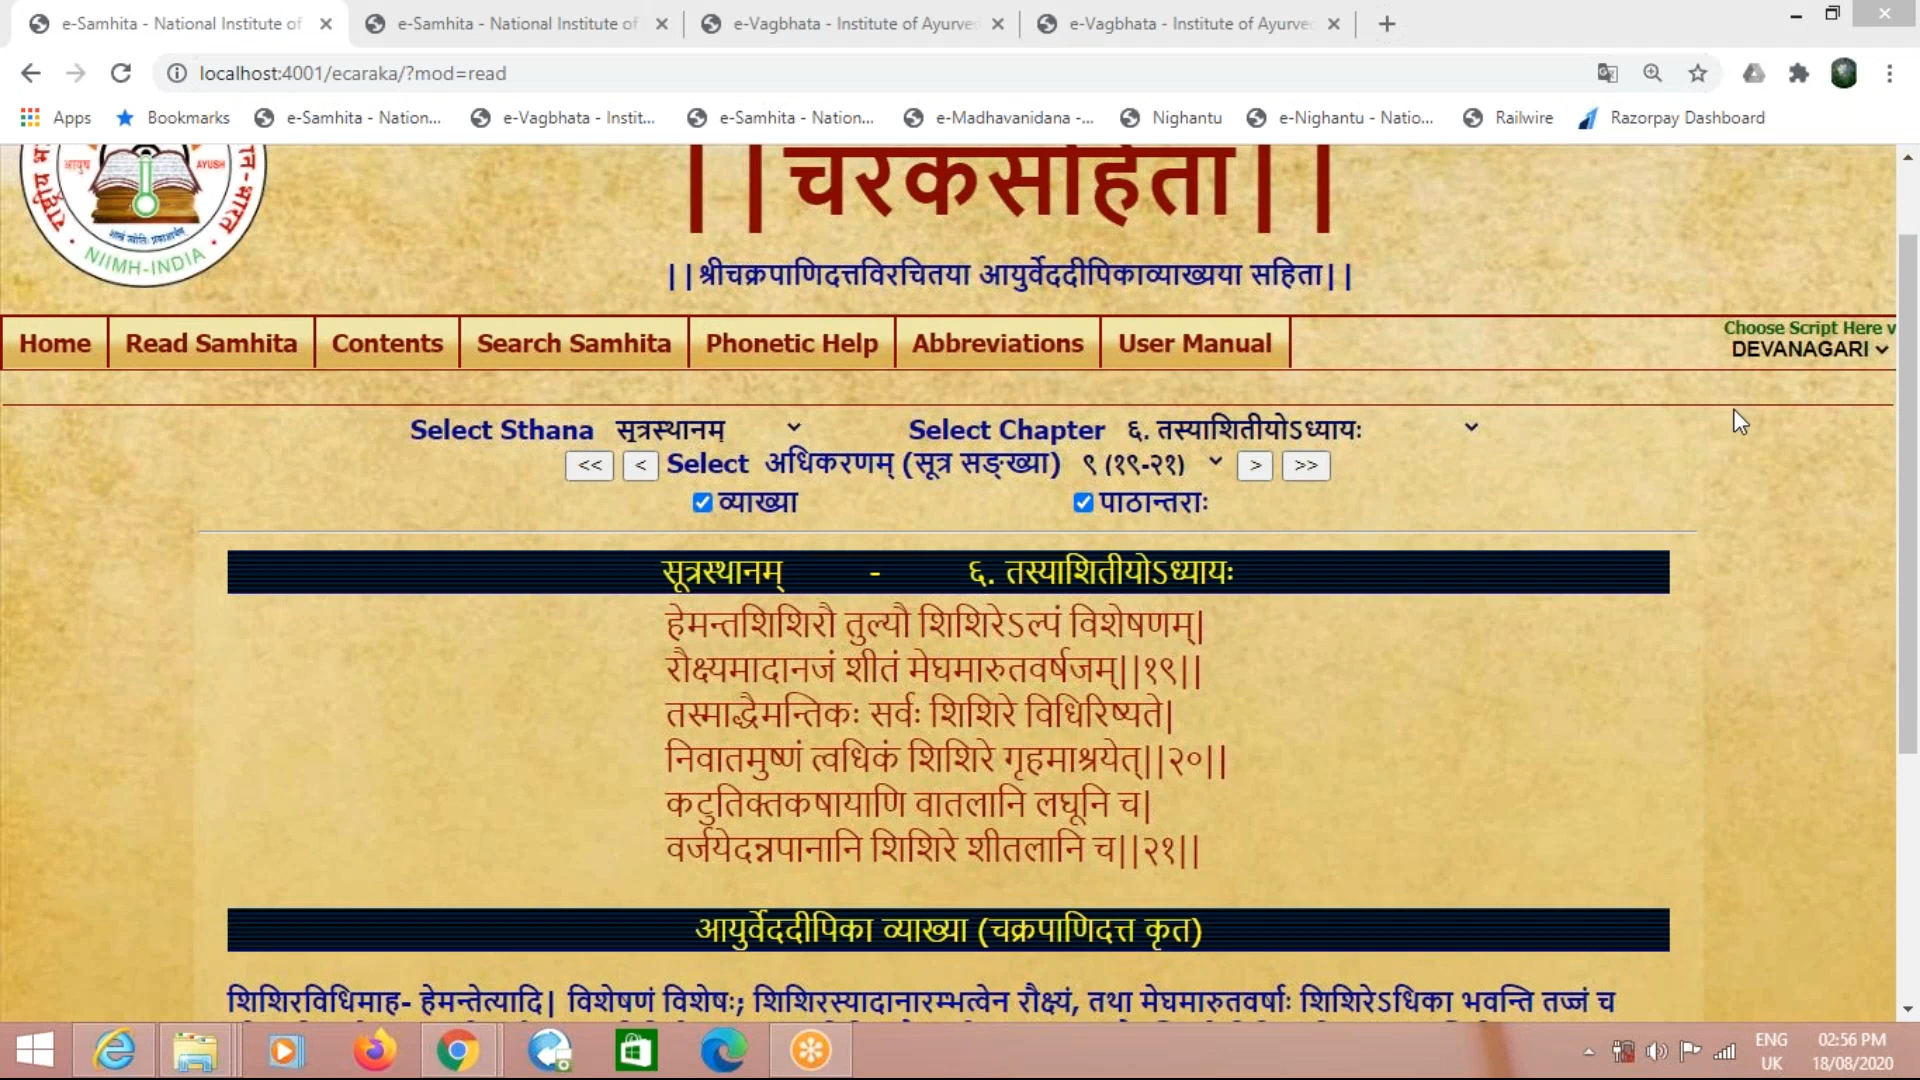 e-Samhita - National Institute of
e-Samhita - National Institute of
e-Vagbhata - Institute of Ayurve
e-Vagbhata - Institute of Ayurve
localhost:4001/ecaraka/?mod=read
Apps
Bookmarks
e-Samhita - Nation...
e-Vagbhata - Instit...
e-Samhita - Nation...
e-Madhavanidana -...
Nighantu
e-Nighantu - Natio...
Railwire
Razorpay Dashboard
आयुष
AYUSH
NIIMH-INDIA
||चरकसंहिता||
||श्रीचक्रपाणिदत्तविरचितया आयुर्वेददीपिकाव्याख्यया सहिता||
Home
Read Samhita
Contents
Search Samhita
Phonetic Help
Abbreviations
User Manual
Choose Script Here v
DEVANAGARI
Select Sthana सूत्रस्थानम्
Select Chapter ६. तस्याशितीयोऽध्यायः
<< < Select अधिकरणम् (सूत्र सङ्ख्या) ९ (१९-२१) > >>
व्याख्या
पाठान्तराः
सूत्रस्थानम् - ६. तस्याशितीयोऽध्यायः
हेमन्तशिशिरौ तुल्यौ शिशिरेऽल्पं विशेषणम्|
रौक्ष्यमादानजं शीतं मेघमारुतवर्षजम्||१९||
तस्माद्धैमन्तिकः सर्वः शिशिरे विधिरिष्यते|
निवातमुष्णं त्वधिकं शिशिरे गृहमाश्रयेत्||२०||
कटुतिक्तकषायाणि वातलानि लघूनि च|
वर्जयेदन्नपानानि शिशिरे शीतलानि च||२१||
आयुर्वेददीपिका व्याख्या (चक्रपाणिदत्त कृत)
शिशिरविधिमाह- हेमन्तेत्यादि| विशेषणं विशेषः; शिशिरस्यादानारम्भत्वेन रौक्ष्यं, तथा मेघमारुतवर्षाः शिशिरेऽधिका भवन्ति तज्जं च
ENG
UK
02:56 PM
18/08/2020